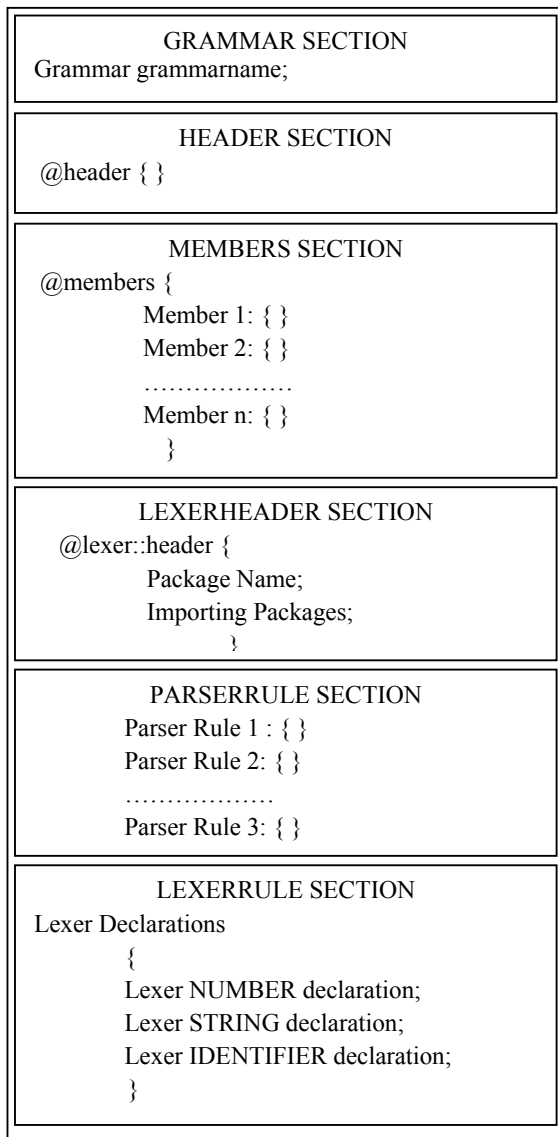 GRAMMAR SECTION
Grammar grammarname;
HEADER SECTION
@header { }
MEMBERS SECTION
@members {
Member 1: { }
Member 2: { }
………………
Member n: { }
}
LEXERHEADER SECTION
@lexer::header {
Package Name;
Importing Packages;
}
PARSERRULE SECTION
Parser Rule 1 : { }
Parser Rule 2: { }
………………
Parser Rule 3: { }
LEXERRULE SECTION
Lexer Declarations
{
Lexer NUMBER declaration;
Lexer STRING declaration;
Lexer IDENTIFIER declaration;
}